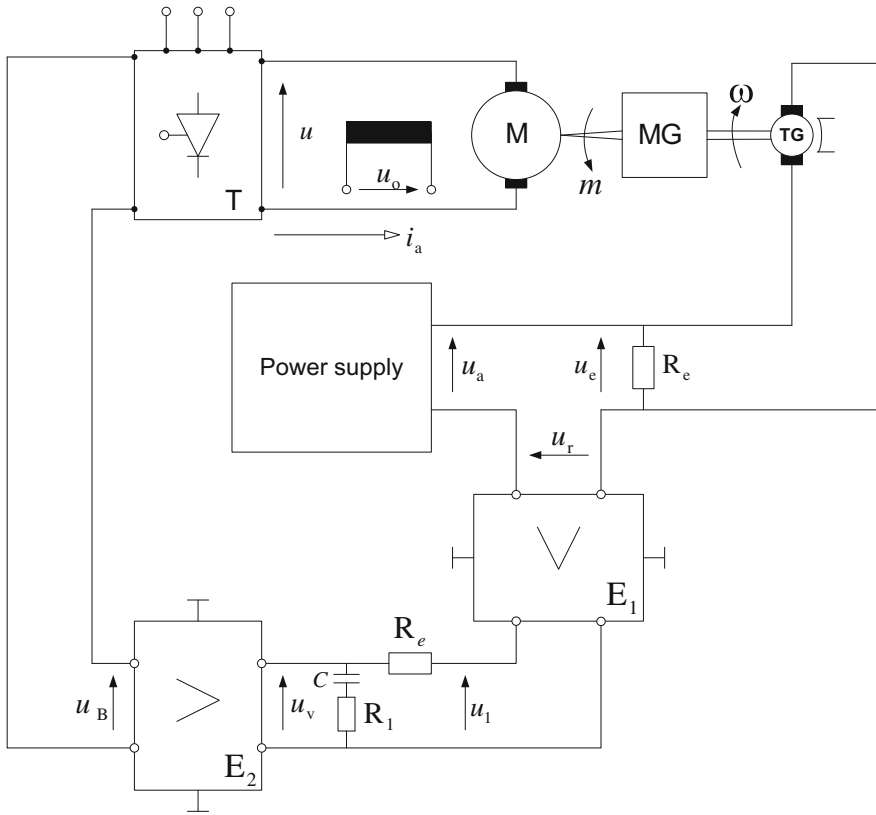 u
T
u_o
i_a
M
m
MG
ω
TG
Power supply
u_a
u_e
R_e
u_r
E_1
R_e
C
R_1
u_B
u_v
u_1
E_2